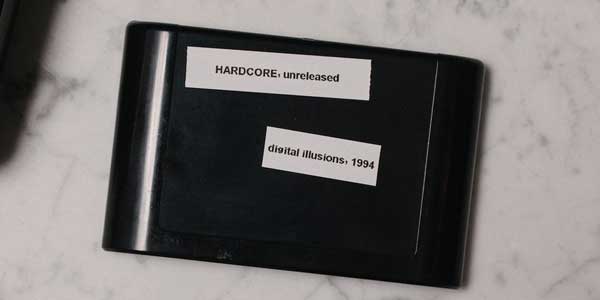 HARDCORE, unreleased
digital illusions, 1994